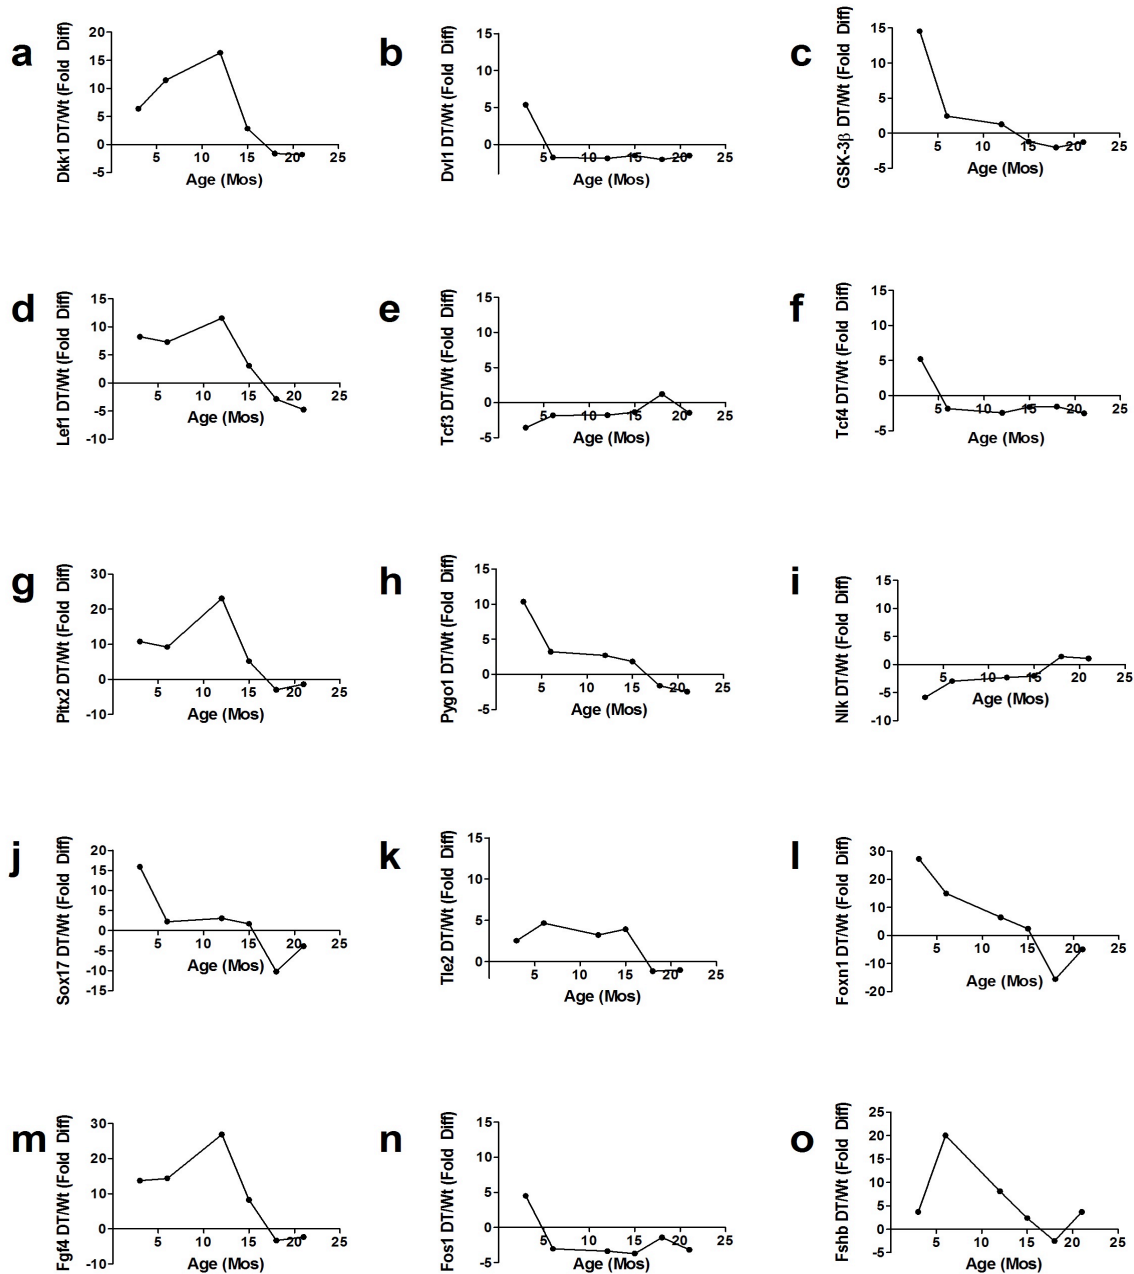 a
Dkk1 DT/Wt (Fold Diff)
20
15
10
5
0
-5
5 10 15 20 25
Age (Mos)
b
Dvl1 DT/Wt (Fold Diff)
15
10
5
0
5 10 15 20 25
Age (Mos)
c
GSK-3β DT/Wt (Fold Diff)
15
10
5
0
-5
5 10 15 20 25
Age (Mos)
d
Lef1 DT/Wt (Fold Diff)
15
10
5
0
-5
-10
5 10 15 20 25
Age (Mos)
e
Tcf3 DT/Wt (Fold Diff)
15
10
5
0
-5
5 10 15 20 25
Age (Mos)
f
Tcf4 DT/Wt (Fold Diff)
15
10
5
0
-5
5 10 15 20 25
Age (Mos)
g
Pitx2 DT/Wt (Fold Diff)
30
20
10
0
-10
5 10 15 20 25
Age (Mos)
h
Pygo1 DT/Wt (Fold Diff)
15
10
5
0
-5
5 10 15 20 25
Age (Mos)
i
Nlk DT/Wt (Fold Diff)
15
10
5
0
-5
-10
5 10 15 20 25
Age (Mos)
j
Sox17 DT/Wt (Fold Diff)
20
15
10
5
0
-5
-10
-15
5 10 15 20 25
Age (Mos)
k
Tle2 DT/Wt (Fold Diff)
15
10
5
0
5 10 15 20 25
Age (Mos)
l
Foxn1 DT/Wt (Fold Diff)
30
20
10
0
-10
-20
5 10 15 20 25
Age (Mos)
m
Fgf4 DT/Wt (Fold Diff)
30
20
10
0
-10
5 10 15 20 25
Age (Mos)
n
Fos1 DT/Wt (Fold Diff)
15
10
5
0
-5
5 10 15 20 25
Age (Mos)
o
Fshb DT/Wt (Fold Diff)
25
20
15
10
5
0
-5
5 10 15 20 25
Age (Mos)